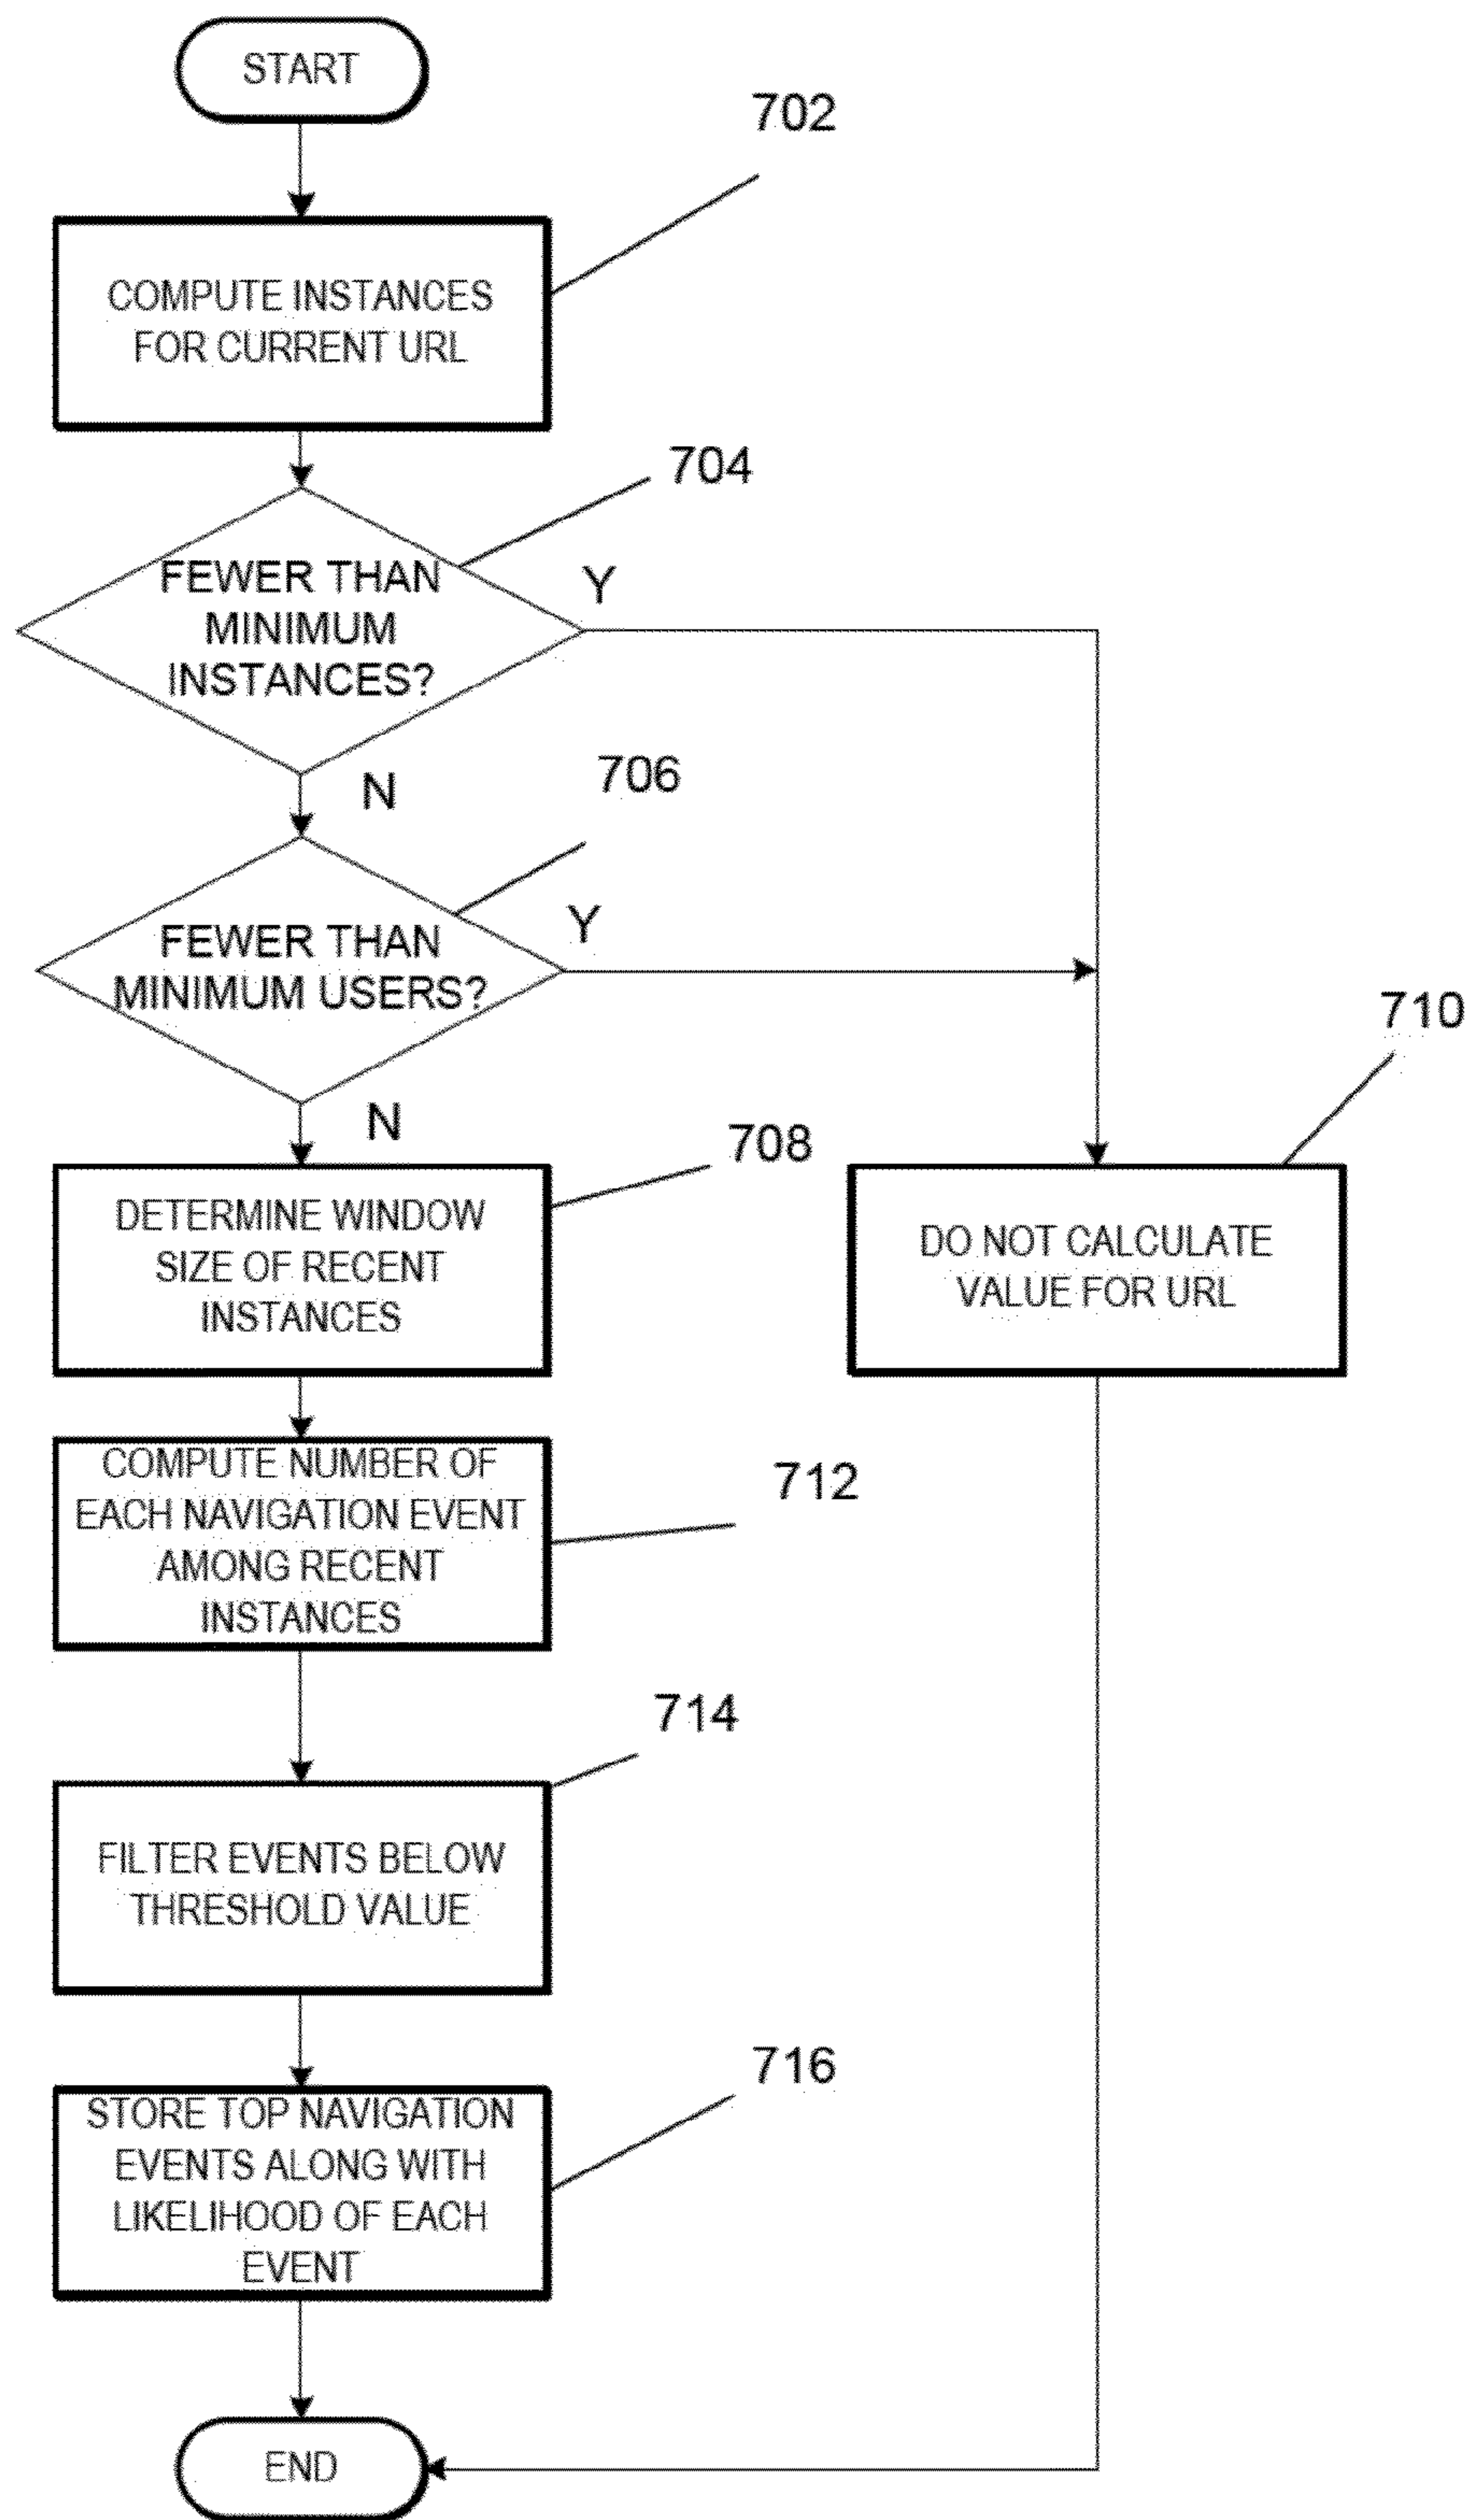 START
702
COMPUTE INSTANCES
FOR CURRENT URL
704
FEWER THAN
MINIMUM
INSTANCES?
Y
N
706
FEWER THAN
MINIMUM USERS?
Y
N
708
DETERMINE WINDOW
SIZE OF RECENT
INSTANCES
710
DO NOT CALCULATE
VALUE FOR URL
712
COMPUTE NUMBER OF
EACH NAVIGATION EVENT
AMONG RECENT
INSTANCES
714
FILTER EVENTS BELOW
THRESHOLD VALUE
716
STORE TOP NAVIGATION
EVENTS ALONG WITH
LIKELIHOOD OF EACH
EVENT
END